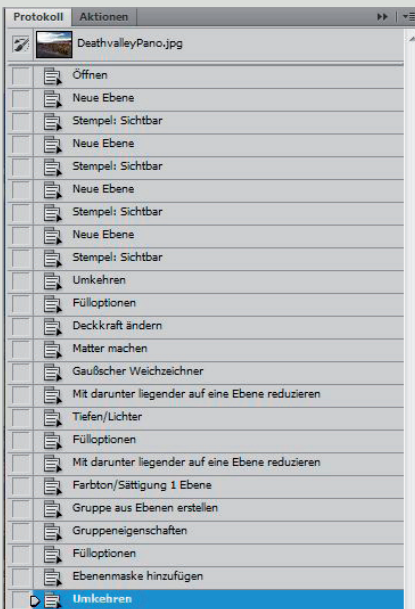 Protokoll Aktionen
DeathvalleyPano.jpg
Öffnen
Neue Ebene
Stempel: Sichtbar
Neue Ebene
Stempel: Sichtbar
Neue Ebene
Stempel: Sichtbar
Neue Ebene
Stempel: Sichtbar
Umkehren
Fülloptionen
Deckkraft ändern
Matter machen
Gaußscher Weichzeichner
Mit darunter liegender auf eine Ebene reduzieren
Tiefen/Lichter
Fülloptionen
Mit darunter liegender auf eine Ebene reduzieren
Farbton/Sättigung 1 Ebene
Gruppe aus Ebenen erstellen
Gruppeneigenschaften
Fülloptionen
Ebenenmaske hinzufügen
Umkehren